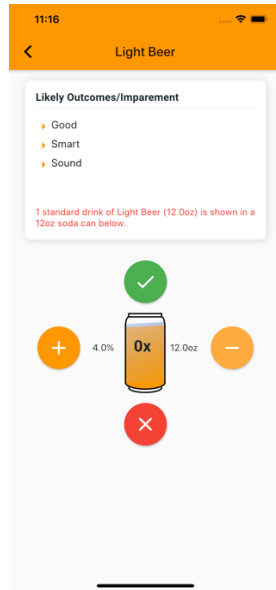 11:16
Light Beer
Likely Outcomes/Imparement
Good
Smart
Sound
1 standard drink of Light Beer (12.0oz) is shown in a
12oz soda can below.
4.0%
0x
12.0oz